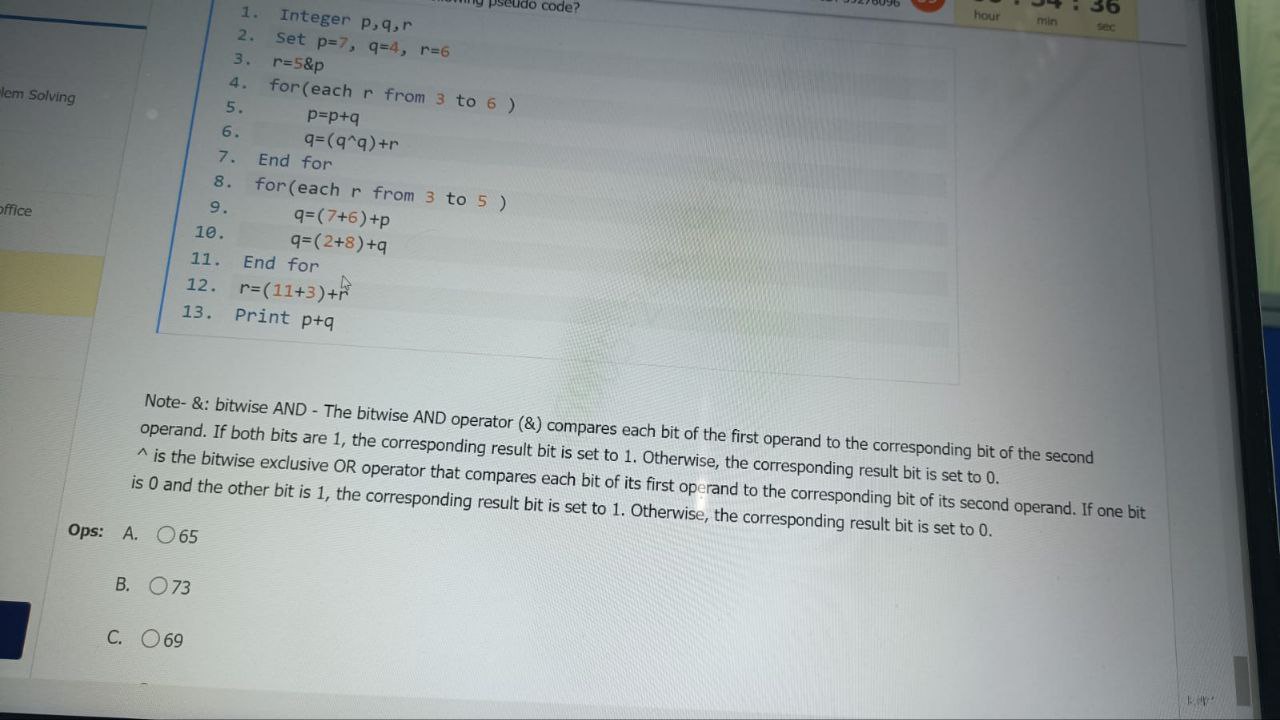 pseudo code?
36
hour min sec
1. Integer p,q,r
2. Set p=7, q=4, r=6
3. r=5&p
4. for(each r from 3 to 6 )
5. p=p+q
6. q=(q^q)+r
7. End for
8. for(each r from 3 to 5 )
9. q=(7+6)+p
10. q=(2+8)+q
11. End for
12. r=(11+3)+r
13. Print p+q
lem Solving
office
Note- &: bitwise AND - The bitwise AND operator (&) compares each bit of the first operand to the corresponding bit of the second
operand. If both bits are 1, the corresponding result bit is set to 1. Otherwise, the corresponding result bit is set to 0.
^ is the bitwise exclusive OR operator that compares each bit of its first operand to the corresponding bit of its second operand. If one bit
is 0 and the other bit is 1, the corresponding result bit is set to 1. Otherwise, the corresponding result bit is set to 0.
Ops: A. 65
B. 73
C. 69